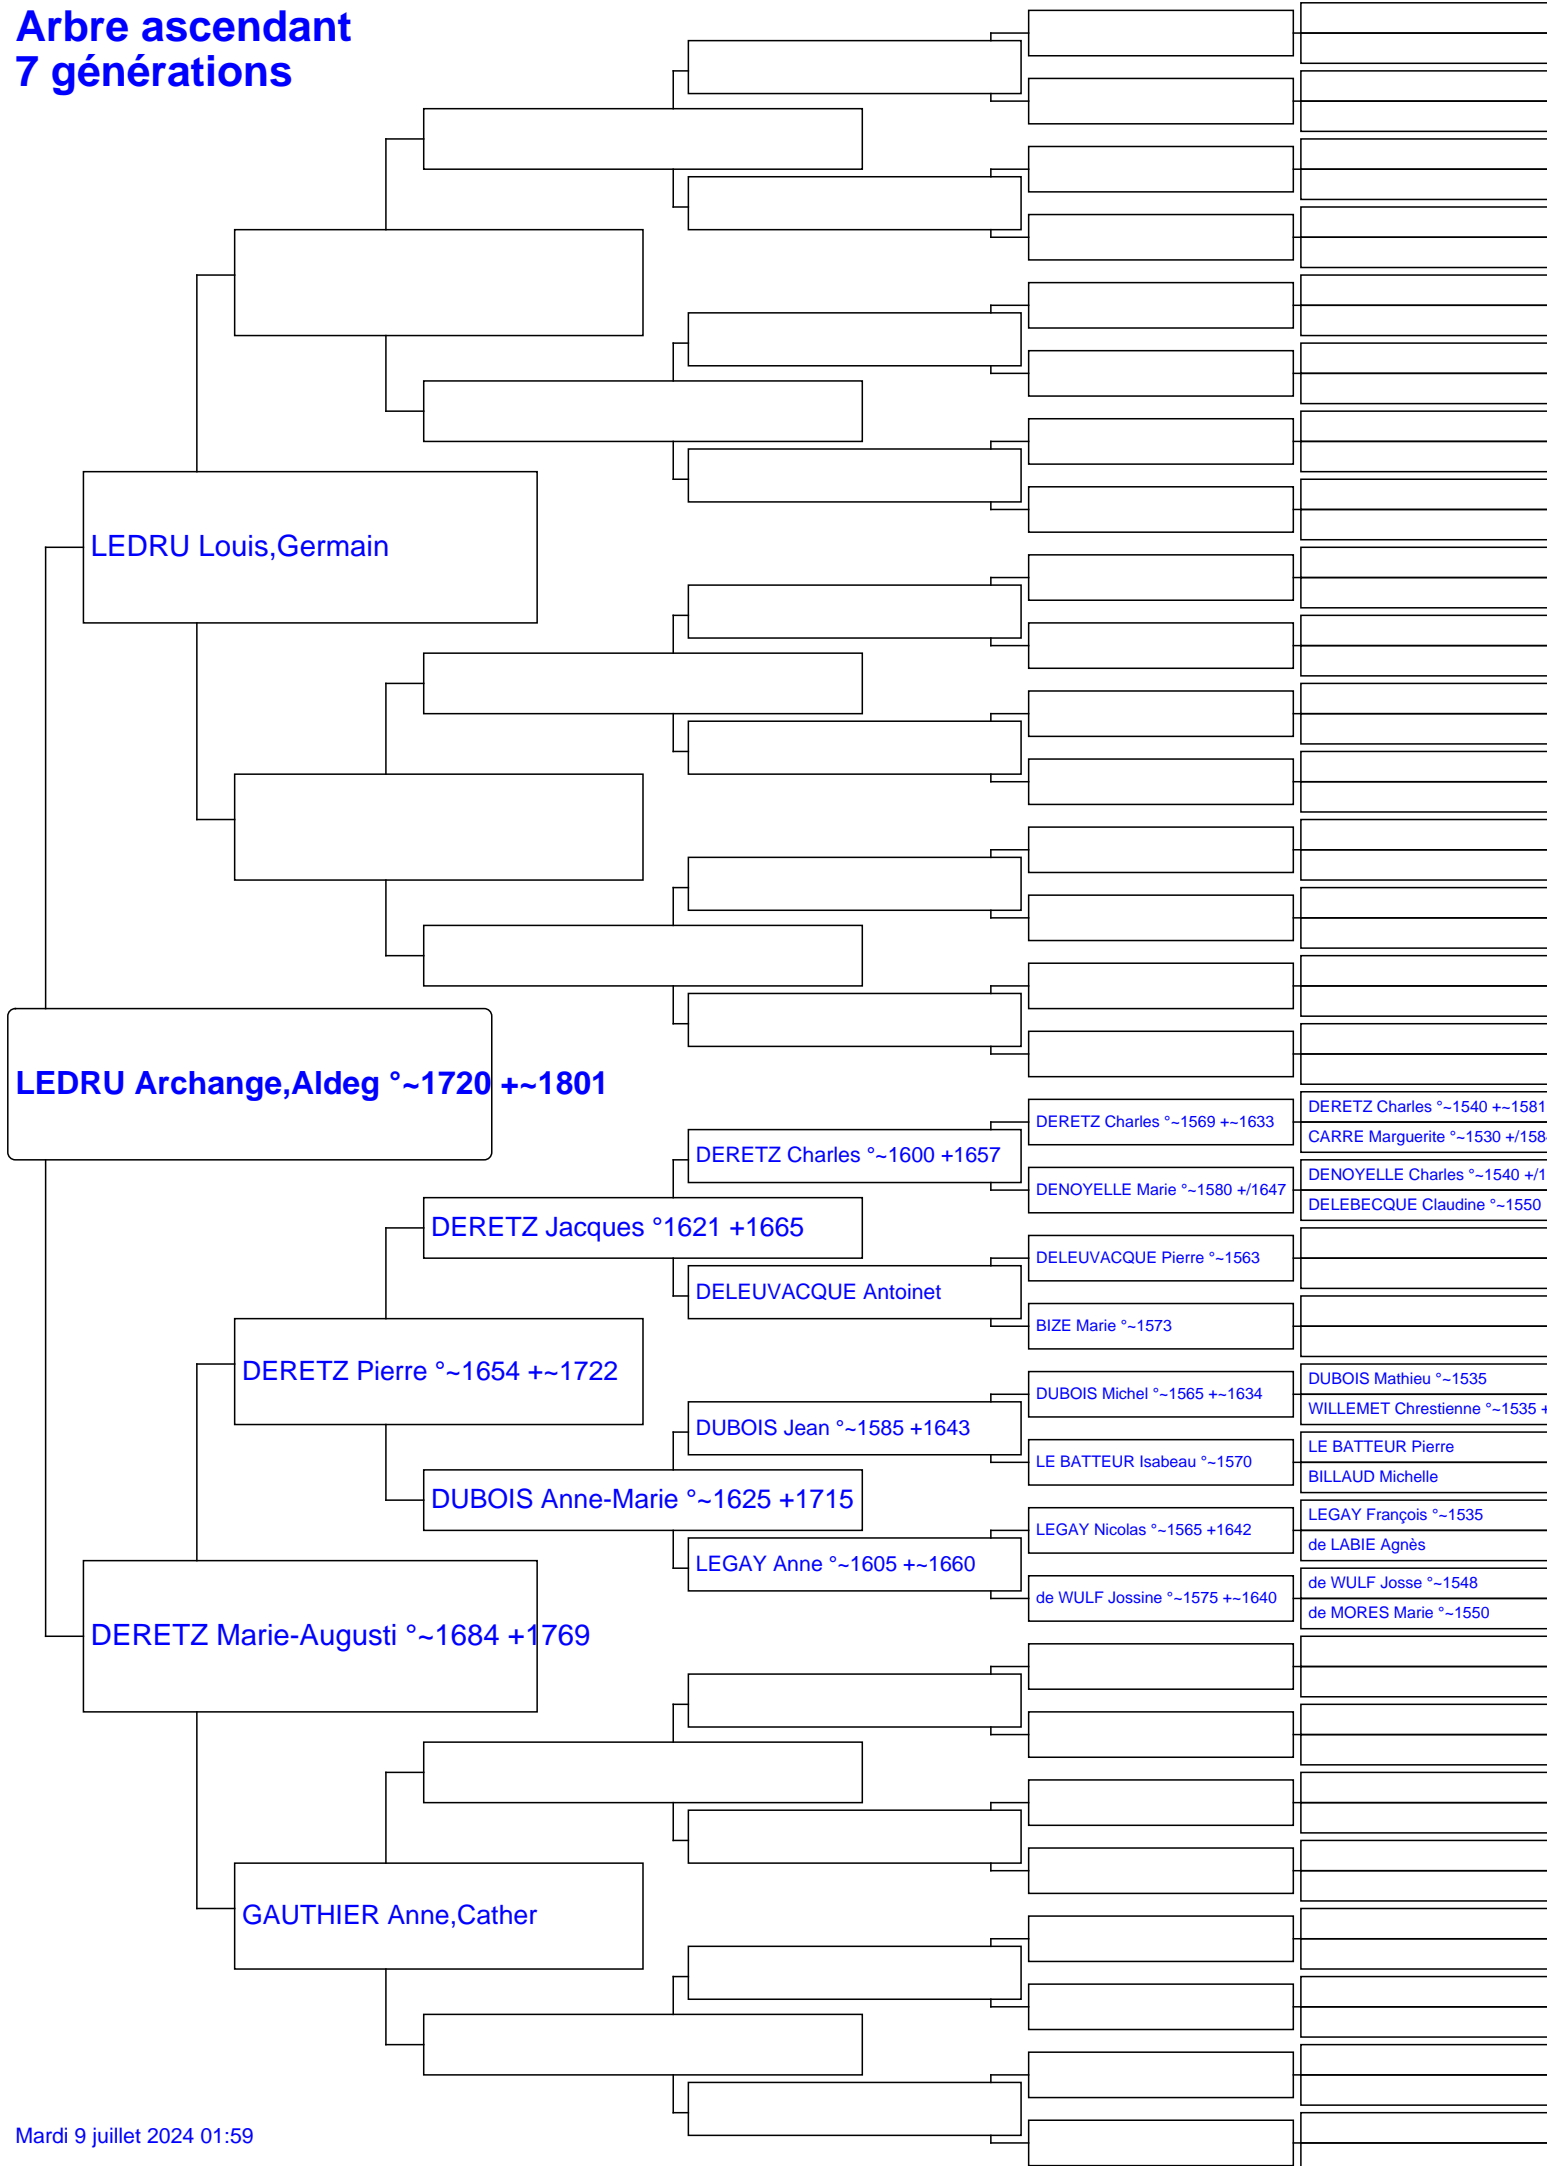 Arbre ascendant
7 générations
LEDRU Louis,Germain
LEDRU Archange,Aldeg °~1720 +~1801
DERETZ Charles °~1569 +~1633
DERETZ Charles °~1540 +~1581
CARRE Marguerite °~1530 +/158
DERETZ Charles °~1600 +1657
DENOYELLE Marie °~1580 +/1647
DENOYELLE Charles °~1540 +/1
DELEBECQUE Claudine °~1550
DERETZ Jacques °1621 +1665
DELEUVACQUE Pierre °~1563
DELEUVACQUE Antoinet
BIZE Marie °~1573
DERETZ Pierre °~1654 +~1722
DUBOIS Michel °~1565 +~1634
DUBOIS Mathieu °~1535
WILLEMET Chrestienne °~1535 +
DUBOIS Jean °~1585 +1643
LE BATTEUR Isabeau °~1570
LE BATTEUR Pierre
BILLAUD Michelle
DUBOIS Anne-Marie °~1625 +1715
LEGAY Nicolas °~1565 +1642
LEGAY François °~1535
de LABIE Agnès
LEGAY Anne °~1605 +~1660
de WULF Jossine °~1575 +~1640
de WULF Josse °~1548
de MORES Marie °~1550
DERETZ Marie-Augusti °~1684 +1769
GAUTHIER Anne,Cather
Mardi 9 juillet 2024 01:59